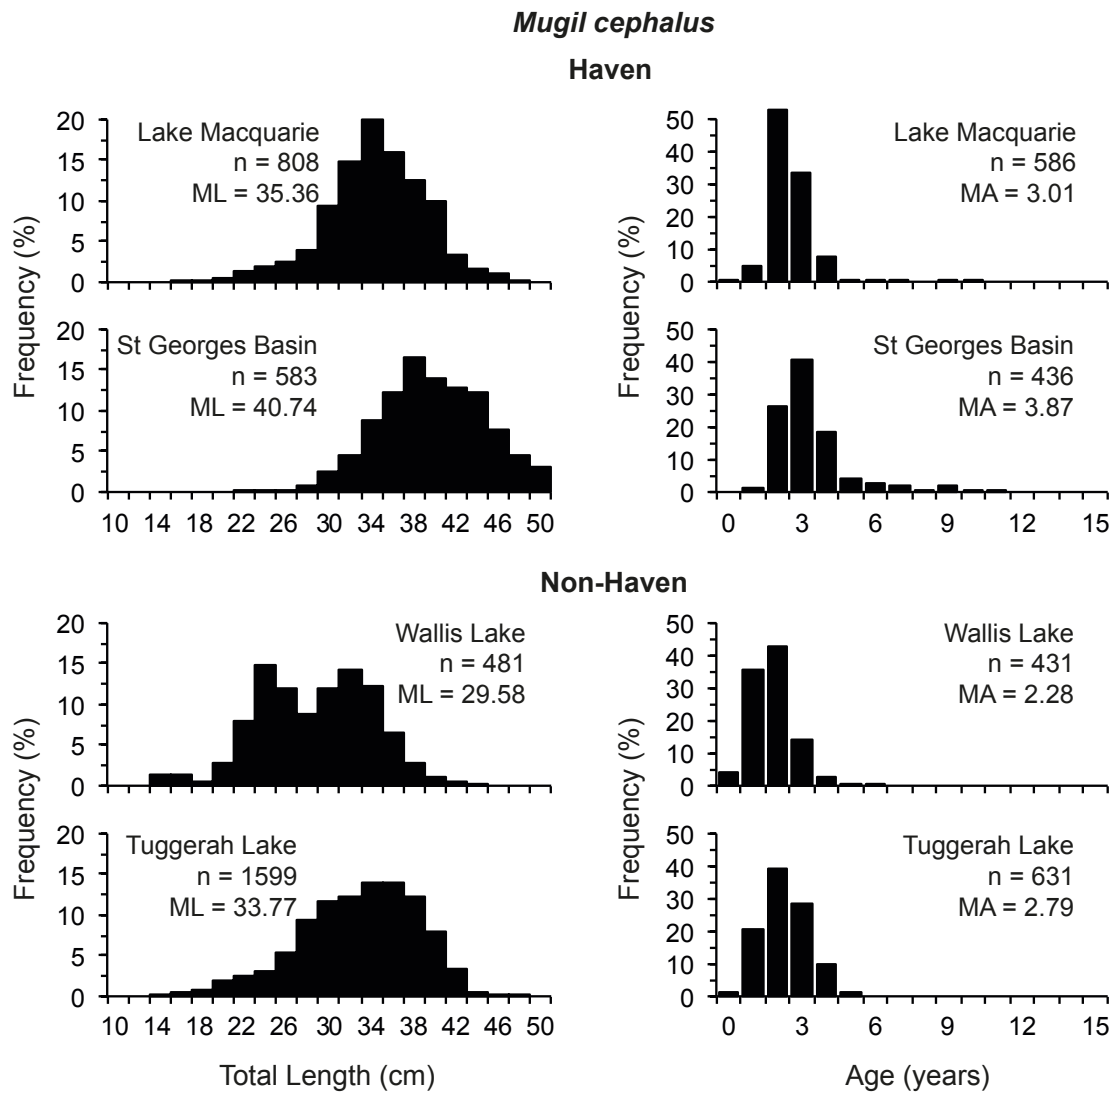 Mugil cephalus
Haven
Frequency (%)
20
15
10
5
0
Lake Macquarie
n = 808
ML = 35.36
Frequency (%)
50
40
30
20
10
0
Lake Macquarie
n = 586
MA = 3.01
20
15
10
5
0
St Georges Basin
n = 583
ML = 40.74
10 14 18 22 26 30 34 38 42 46 50
50
40
30
20
10
0
St Georges Basin
n = 436
MA = 3.87
0 3 6 9 12 15
Non-Haven
Frequency (%)
20
15
10
5
0
Wallis Lake
n = 481
ML = 29.58
Frequency (%)
50
40
30
20
10
0
Wallis Lake
n = 431
MA = 2.28
Frequency (%)
20
15
10
5
0
Tuggerah Lake
n = 1599
ML = 33.77
10 14 18 22 26 30 34 38 42 46 50
Total Length (cm)
Frequency (%)
50
40
30
20
10
0
Tuggerah Lake
n = 631
MA = 2.79
0 3 6 9 12 15
Age (years)